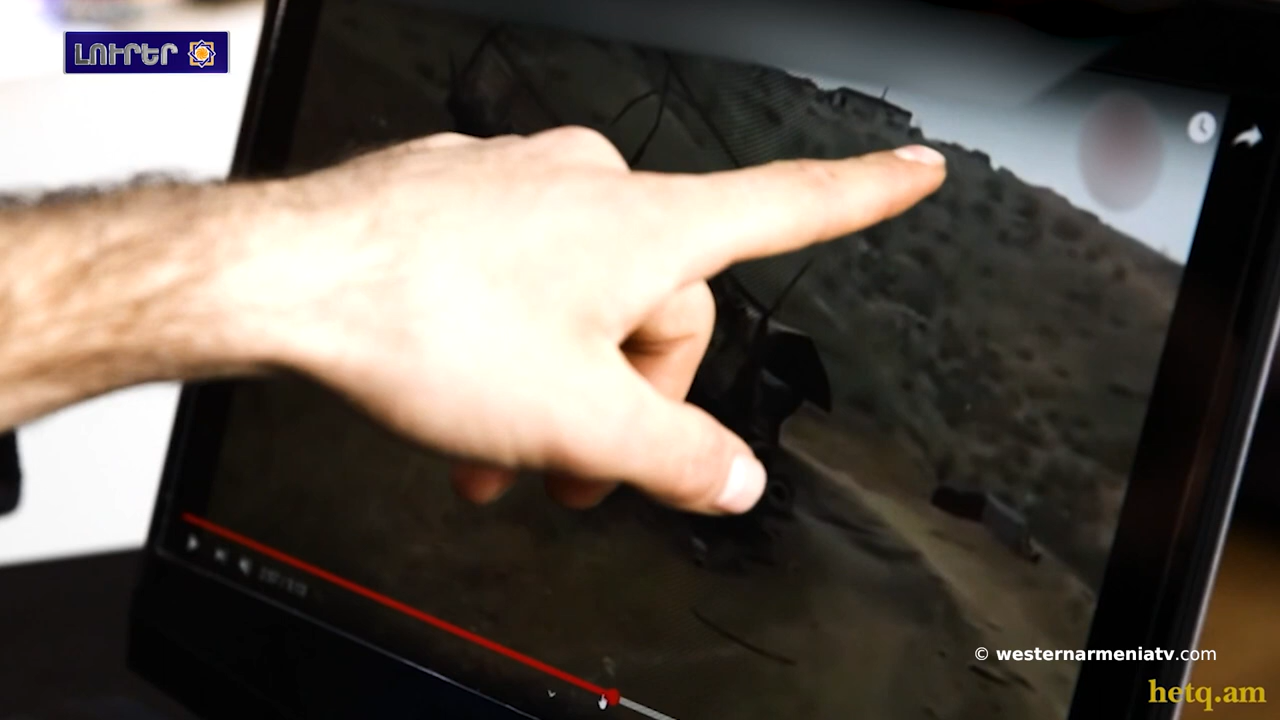 ԼՈՒՐԵՐ
© westernarmeniatv.com
hetq.am